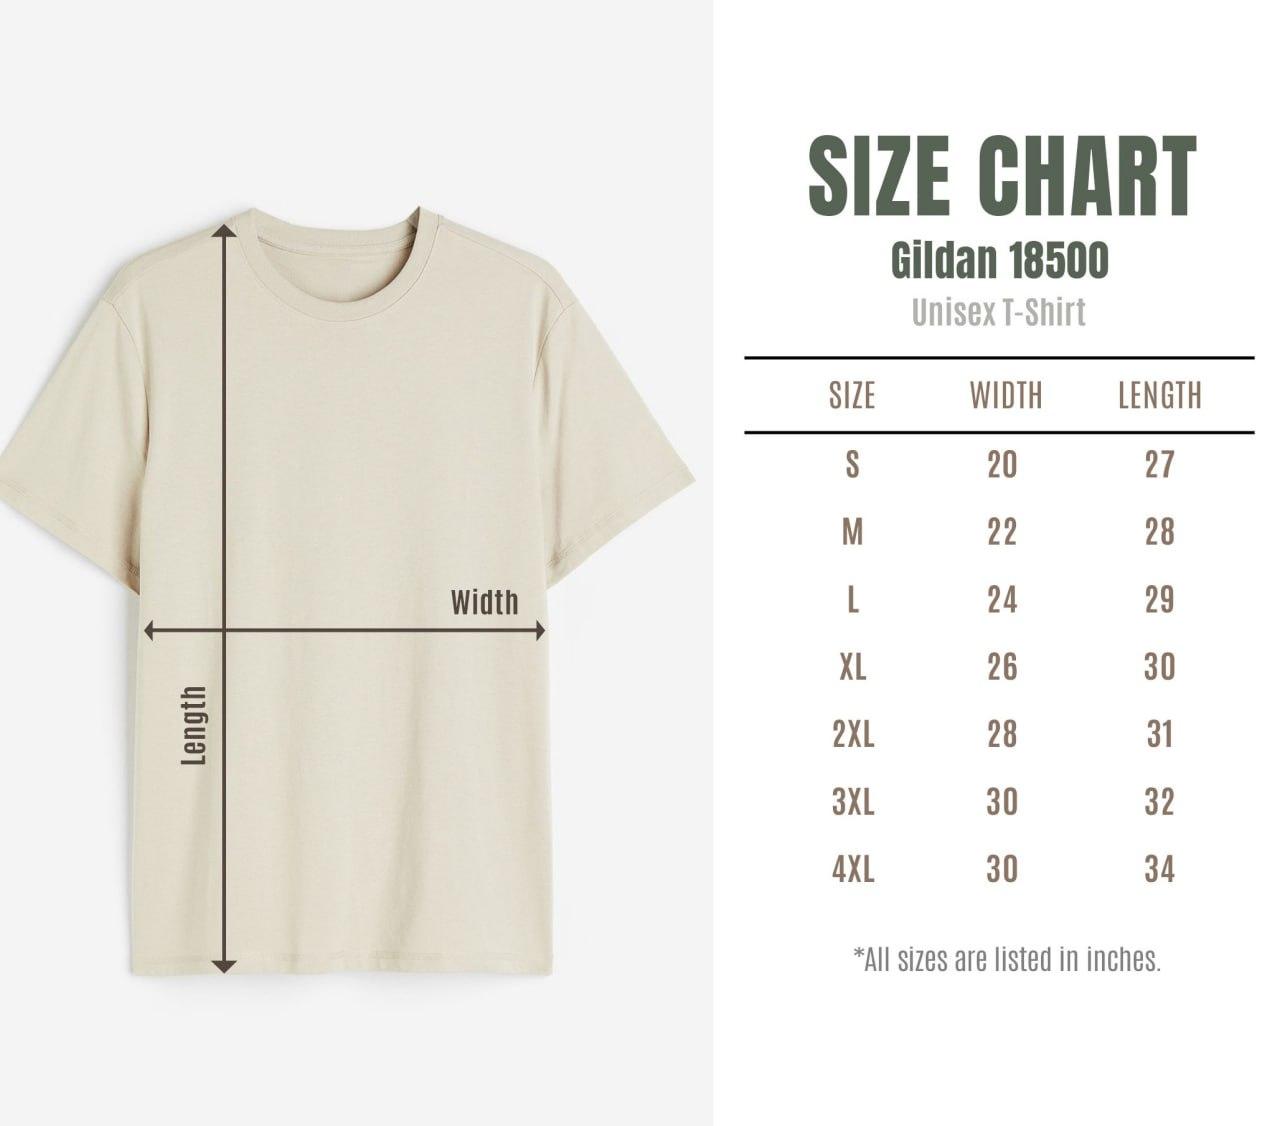 SIZE CHART
Gildan 18500
Unisex T-Shirt
SIZE WIDTH LENGTH
S 20 27
M 22 28
L 24 29
XL 26 30
2XL 28 31
3XL 30 32
4XL 30 34
*All sizes are listed in inches.
Width
Length